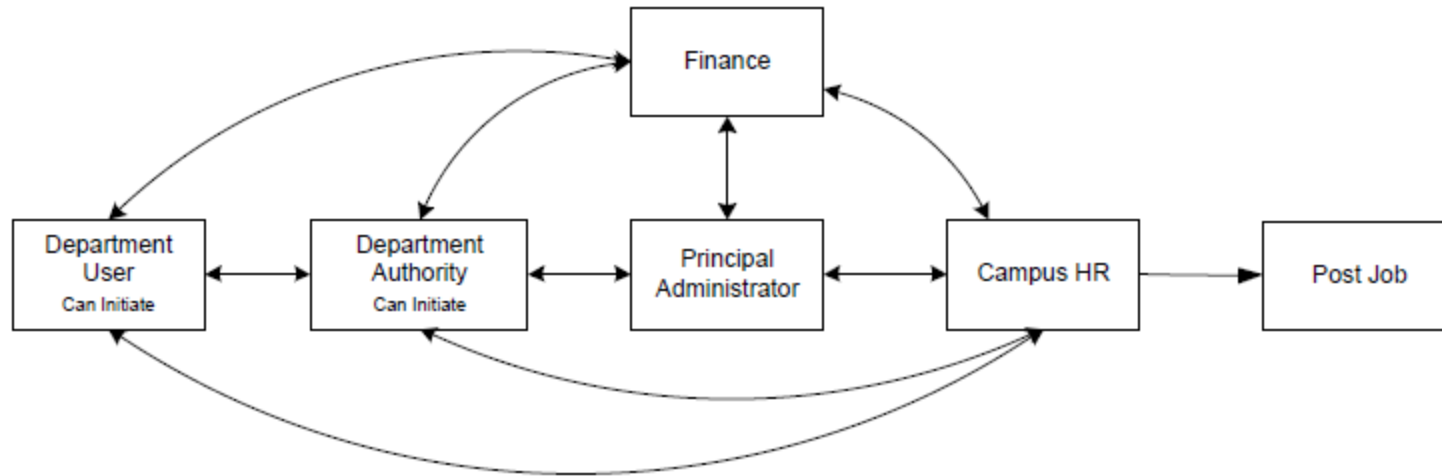 Finance
Department
User
Can Initiate
Department
Authority
Can Initiate
Principal
Administrator
Campus HR
Post Job